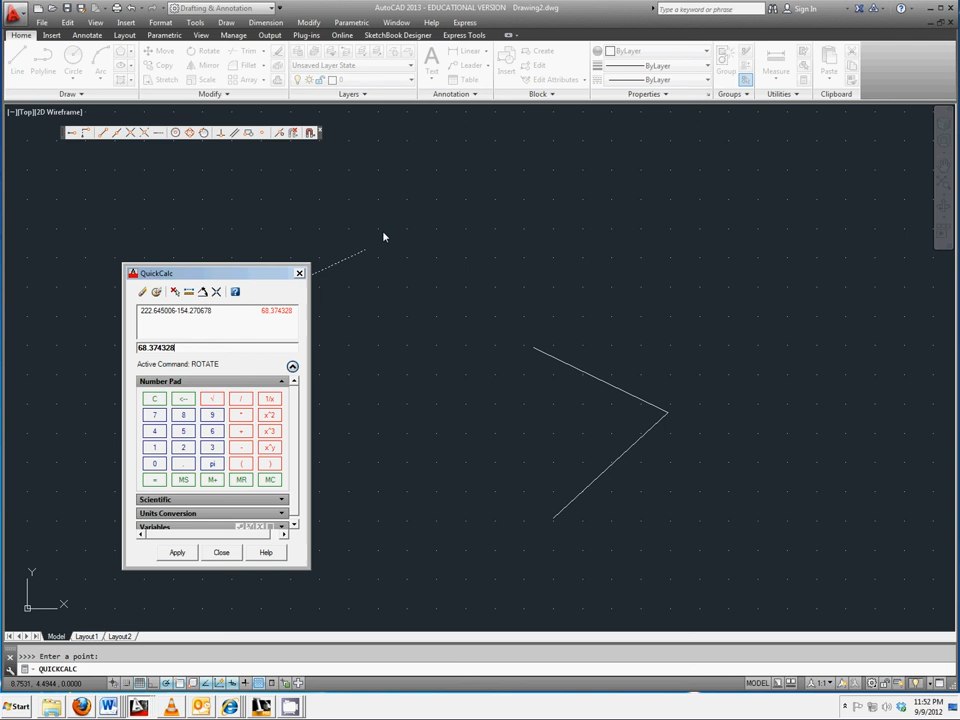 Drafting & Annotation
AutoCAD 2013 - EDUCATIONAL VERSION Drawing2.dwg
Type a keyword or phrase
Sign In
File Edit View Insert Format Tools Draw Dimension Modify Parametric Window Help Express
Home Insert Annotate Layout Parametric View Manage Output Plug-ins Online SketchBook Designer Express Tools
Line Polyline Circle Arc
Move Rotate Trim
Copy Mirror Fillet
Stretch Scale Array
Unsaved Layer State
0
Text
Linear
Leader
Table
Insert
Create
Edit
Edit Attributes
ByLayer
ByLayer
ByLayer
Group
Measure
Paste
Draw Modify Layers Annotation Block Properties Groups Utilities Clipboard
[−][Top][2D Wireframe]
QuickCalc
222.645006-154.270678 68.374328
68.374328
Active Command: ROTATE
Number Pad
C <-- √ / 1/x
7 8 9 * x^2
4 5 6 + x^3
1 2 3 - x^y
0 . pi ( )
= MS M+ MR MC
Scientific
Units Conversion
Variables
Apply Close Help
Y
X
Model Layout1 Layout2
>>>> Enter a point:
QUICKCALC
8.7531, 4.4944, 0.0000
MODEL
1:1
Start
11:52 PM
9/9/2012